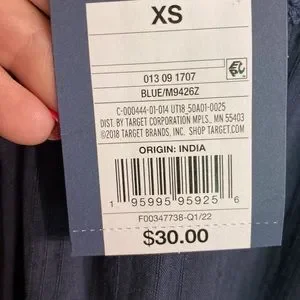 XS
013 09 1707
BLUE/M9426Z
C-000444-01-014 UT18_50A01-0025
DIST. BY TARGET CORPORATION MPLS, MN 55403
©2018 TARGET BRANDS, INC. SHOP TARGET.COM
ORIGIN: INDIA
1 95995 95925 6
F00347738-Q1/22
$30.00